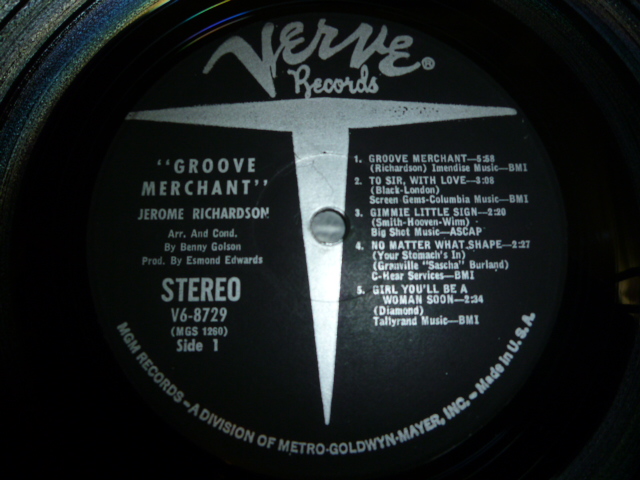 Verve®
Records
"GROOVE
MERCHANT"
JEROME RICHARDSON
Arr. And Cond.
By Benny Golson
Prod. By Esmond Edwards
STEREO
V6-8729
(MGS 1260)
Side 1
1. GROOVE MERCHANT—5:58
(Richardson) Imendise Music—BMI
2. TO SIR, WITH LOVE—3:08
(Black-London)
Screen Gems-Columbia Music—BMI
3. GIMMIE LITTLE SIGN—2:20
(Smith-Hooven-Winn)
Big Shot Music—ASCAP
4. NO MATTER WHAT SHAPE—2:27
(Your Stomach's In)
(Granville "Sascha" Burland)
C-Hear Services—BMI
5. GIRL YOU'LL BE A
WOMAN SOON—2:34
(Diamond)
Tallyrand Music—BMI
MGM RECORDS – A DIVISION OF METRO-GOLDWYN-MAYER, INC. – Made in U.S.A.